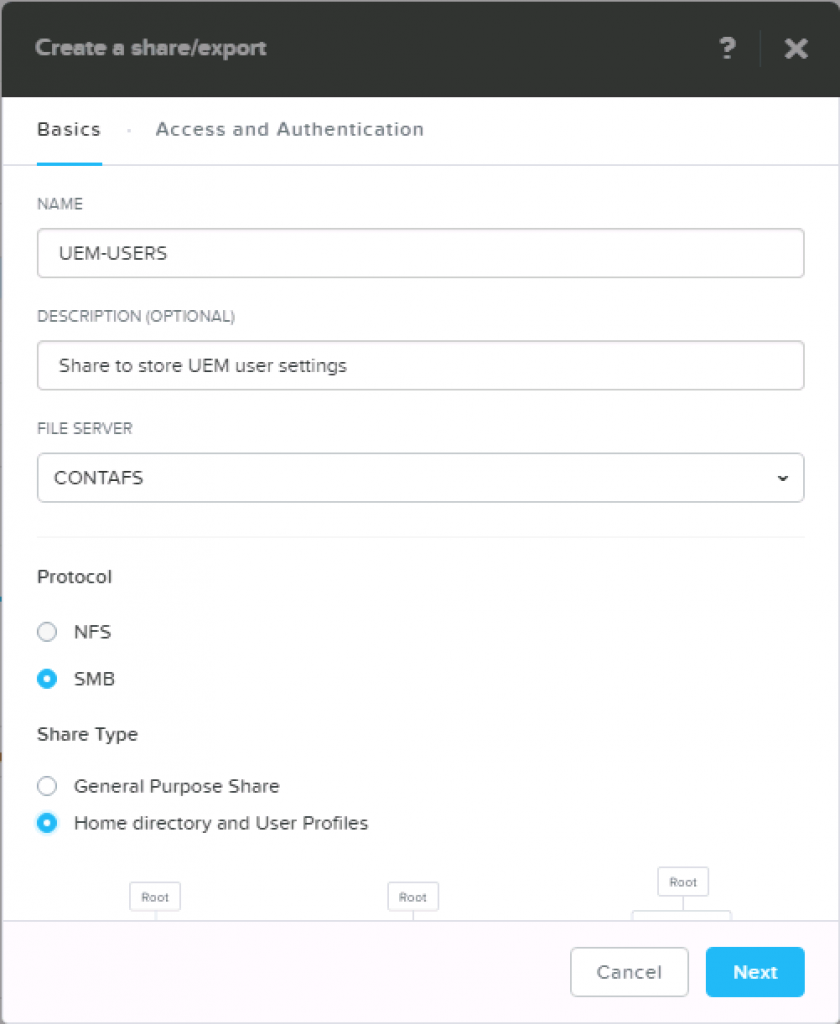 Create a share/export ?
Basics · Access and Authentication
NAME
UEM-USERS
DESCRIPTION (OPTIONAL)
Share to store UEM user settings
FILE SERVER
CONTAFS
Protocol
NFS
SMB
Share Type
General Purpose Share
Home directory and User Profiles
Root Root Root
Cancel Next